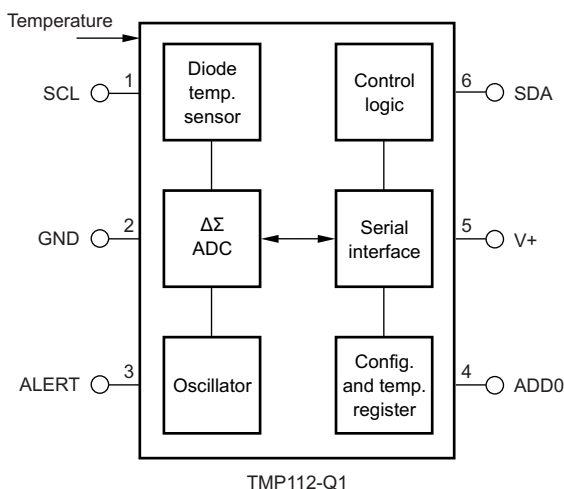 Temperature
1
SCL
Diode
temp.
sensor
Control
logic
6
SDA
2
GND
ΔΣ
ADC
Serial
interface
5
V+
3
ALERT
Oscillator
Config.
and temp.
register
4
ADD0
TMP112-Q1